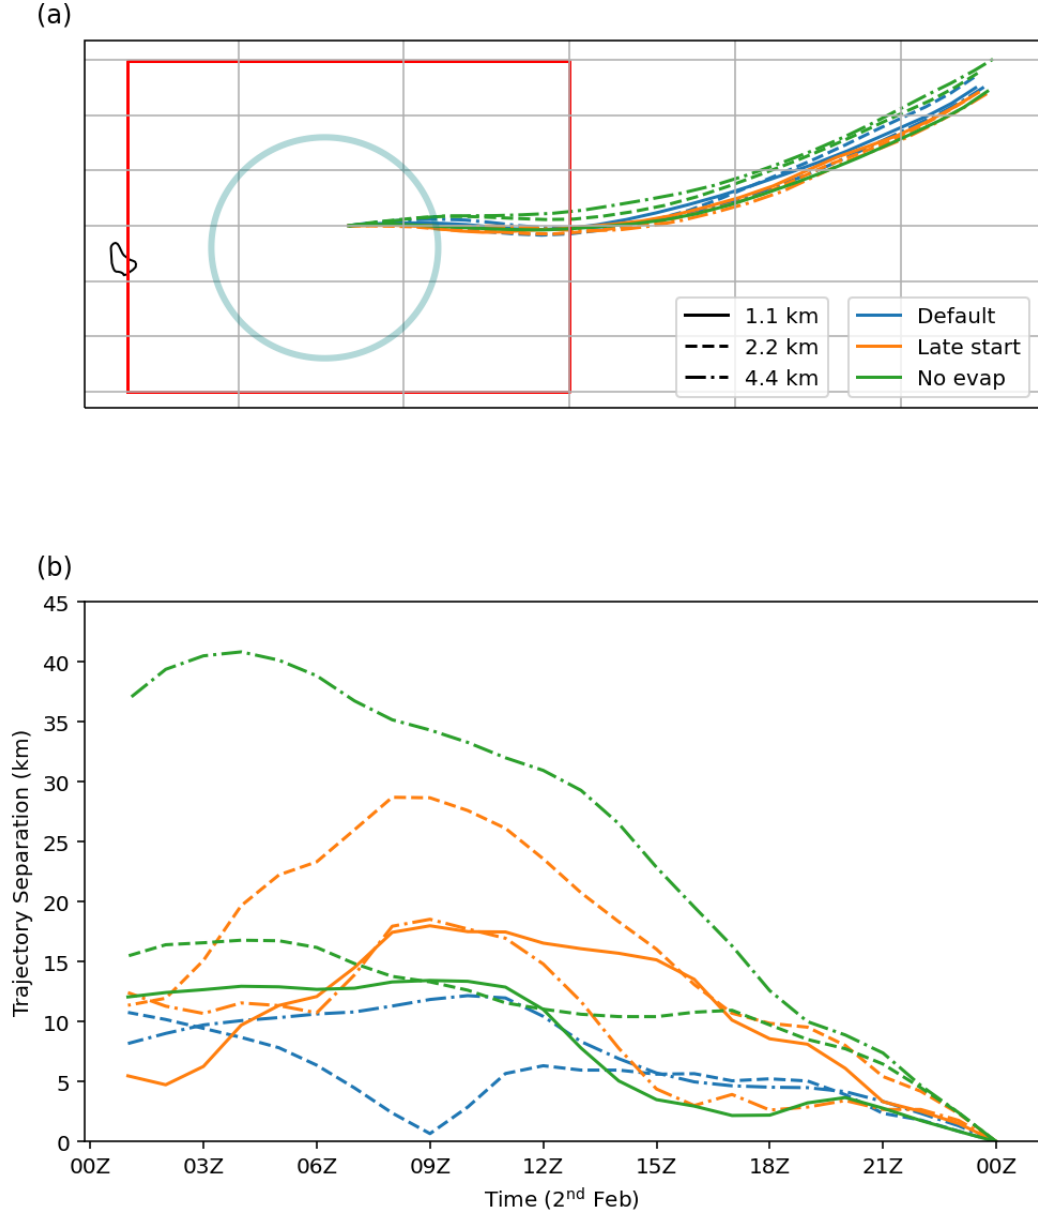 (a)
1.1 km
2.2 km
4.4 km
Default
Late start
No evap
(b)
45
40
35
30
25
20
15
10
5
0
Trajectory Separation (km)
00Z 03Z 06Z 09Z 12Z 15Z 18Z 21Z 00Z
Time (2nd Feb)